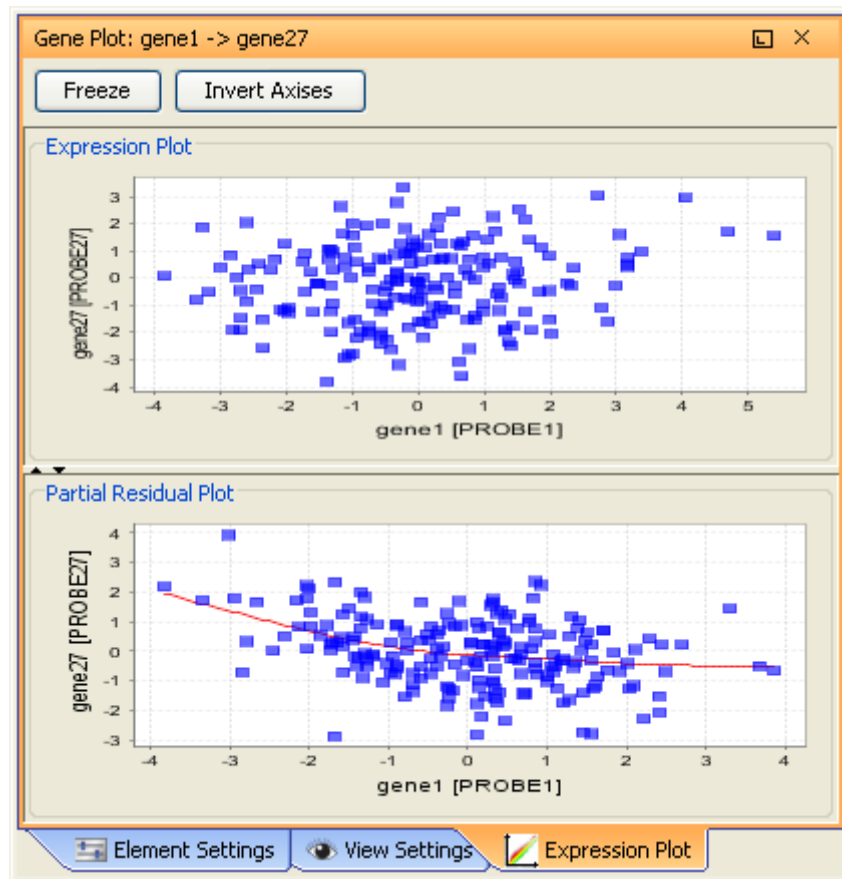 Gene Plot: gene1 -> gene27
Freeze
Invert Axises
Expression Plot
gene27 [PROBE27]
3
2
1
0
-1
-2
-3
-4
-4 -3 -2 -1 0 1 2 3 4 5
gene1 [PROBE1]
Partial Residual Plot
gene27 [PROBE27]
4
3
2
1
0
-1
-2
-3
-4 -3 -2 -1 0 1 2 3 4
gene1 [PROBE1]
Element Settings
View Settings
Expression Plot